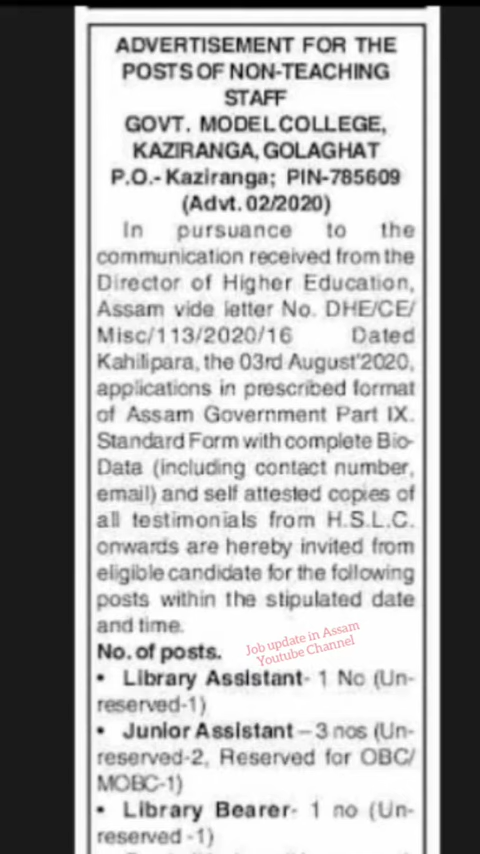 ADVERTISEMENT FOR THE
POSTS OF NON-TEACHING
STAFF
GOVT. MODEL COLLEGE,
KAZIRANGA, GOLAGHAT
P.O.- Kaziranga; PIN-785609
(Advt. 02/2020)
In pursuance to the
communication received from the
Director of Higher Education,
Assam vide letter No. DHE/CE/
Misc/113/2020/16 Dated
Kahilipara, the 03rd August'2020,
applications in prescribed format
of Assam Government Part IX.
Standard Form with complete Bio-
Data (including contact number,
email) and self attested copies of
all testimonials from H.S.L.C.
onwards are hereby invited from
eligible candidate for the following
posts within the stipulated date
and time.
Job update in Assam
Youtube Channel
No. of posts.
• Library Assistant- 1 No (Un-
reserved-1)
• Junior Assistant – 3 nos (Un-
reserved-2, Reserved for OBC/
MOBC-1)
• Library Bearer- 1 no (Un-
reserved -1)